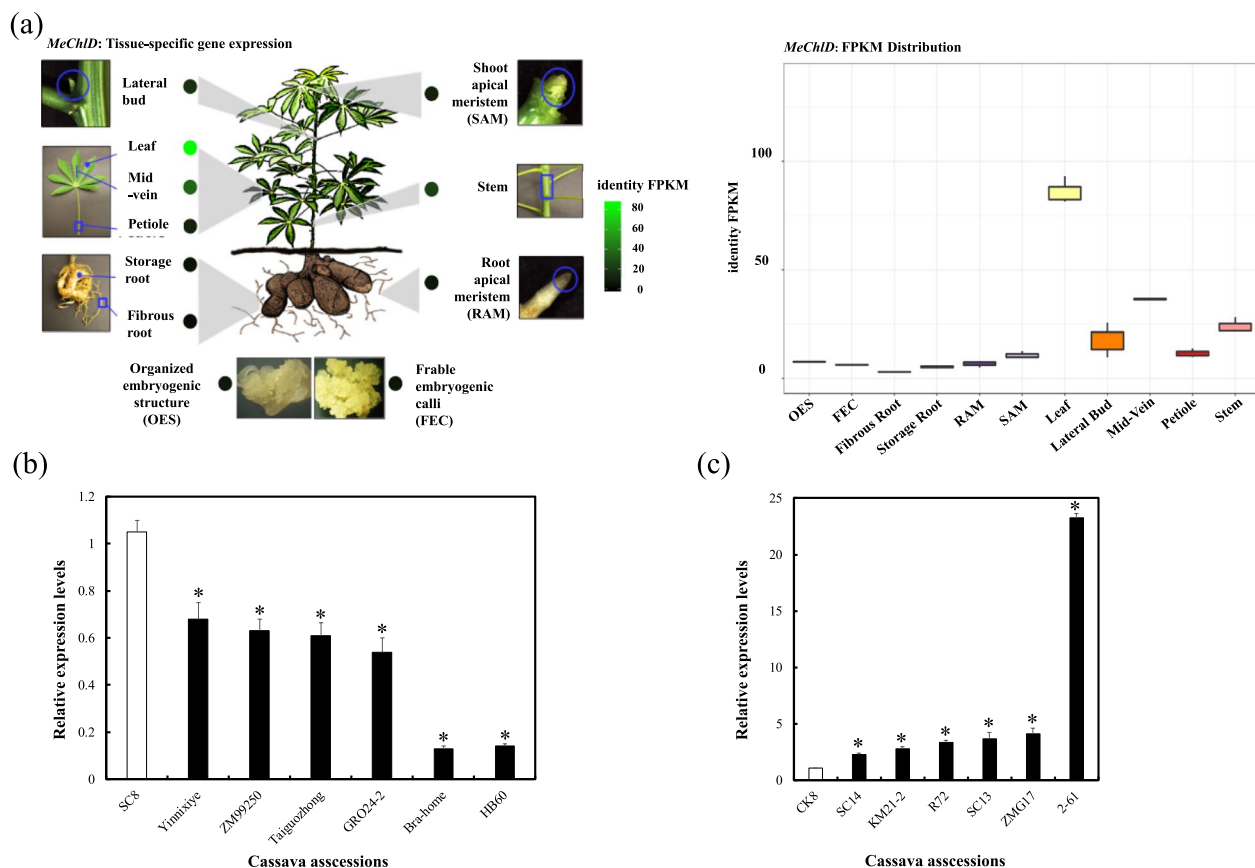 (a)
MeChlD: Tissue-specific gene expression
Lateral
bud
Leaf
Mid
-vein
Petiole
Storage
root
Fibrous
root
Shoot
apical
meristem
(SAM)
Stem
Root
apical
meristem
(RAM)
identity FPKM
80
60
40
20
0
Organized
embryogenic
structure
(OES)
Frable
embryogenic
calli
(FEC)
MeChlD: FPKM Distribution
identity FPKM
100
50
0
OES
FEC
Fibrous Root
Storage Root
RAM
SAM
Leaf
Lateral Bud
Mid-Vein
Petiole
Stem
(b)
Relative expression levels
1.2
1
0.8
0.6
0.4
0.2
0
* * * * * *
SC8
Yinnixiye
ZM99250
Taiguozhong
GRO24-2
Bra-home
HB60
Cassava asscessions
(c)
Relative expression levels
25
20
15
10
5
0
* * * * * *
CK8
SC14
KM21-2
R72
SC13
ZMG17
2-61
Cassava asscessions